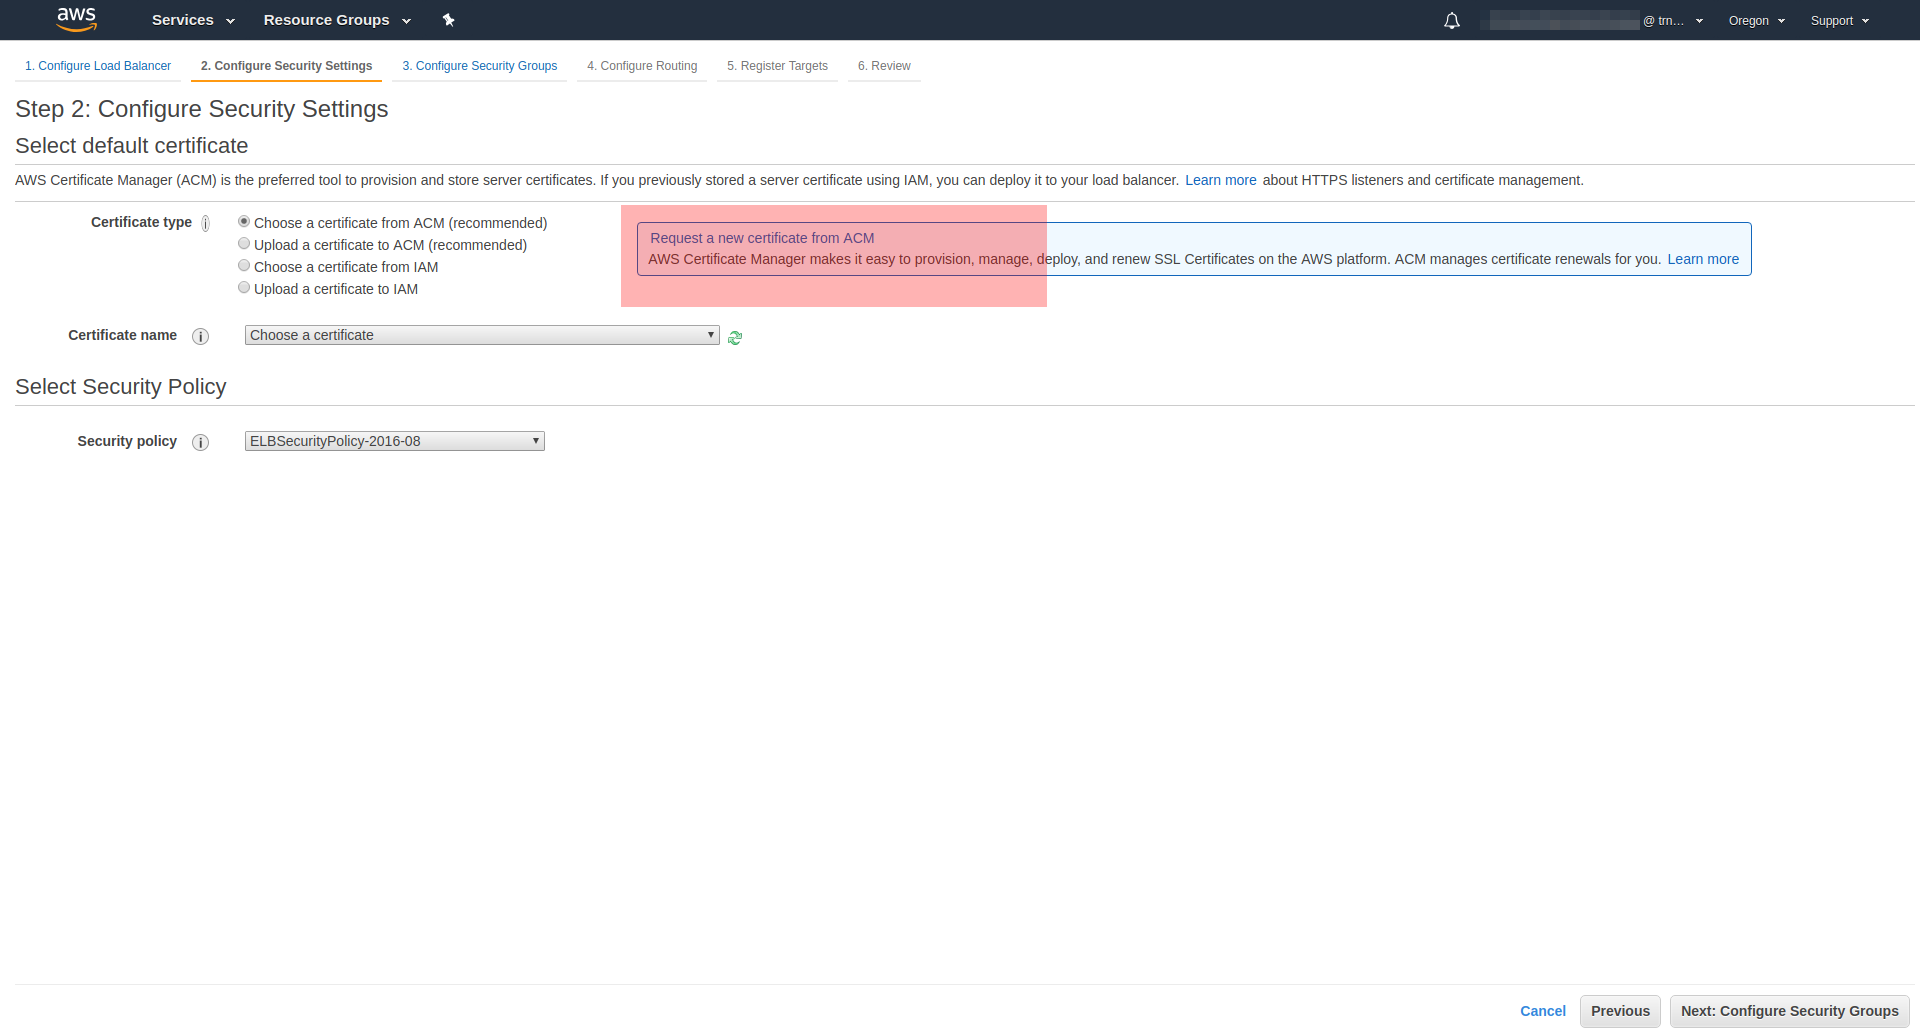 aws Services Resource Groups @ trn... Oregon Support
1. Configure Load Balancer 2. Configure Security Settings 3. Configure Security Groups 4. Configure Routing 5. Register Targets 6. Review
Step 2: Configure Security Settings
Select default certificate
AWS Certificate Manager (ACM) is the preferred tool to provision and store server certificates. If you previously stored a server certificate using IAM, you can deploy it to your load balancer. Learn more about HTTPS listeners and certificate management.
Certificate type i Choose a certificate from ACM (recommended)
Upload a certificate to ACM (recommended)
Choose a certificate from IAM
Upload a certificate to IAM
Request a new certificate from ACM
AWS Certificate Manager makes it easy to provision, manage, deploy, and renew SSL Certificates on the AWS platform. ACM manages certificate renewals for you. Learn more
Certificate name i Choose a certificate
Select Security Policy
Security policy i ELBSecurityPolicy-2016-08
Cancel Previous Next: Configure Security Groups